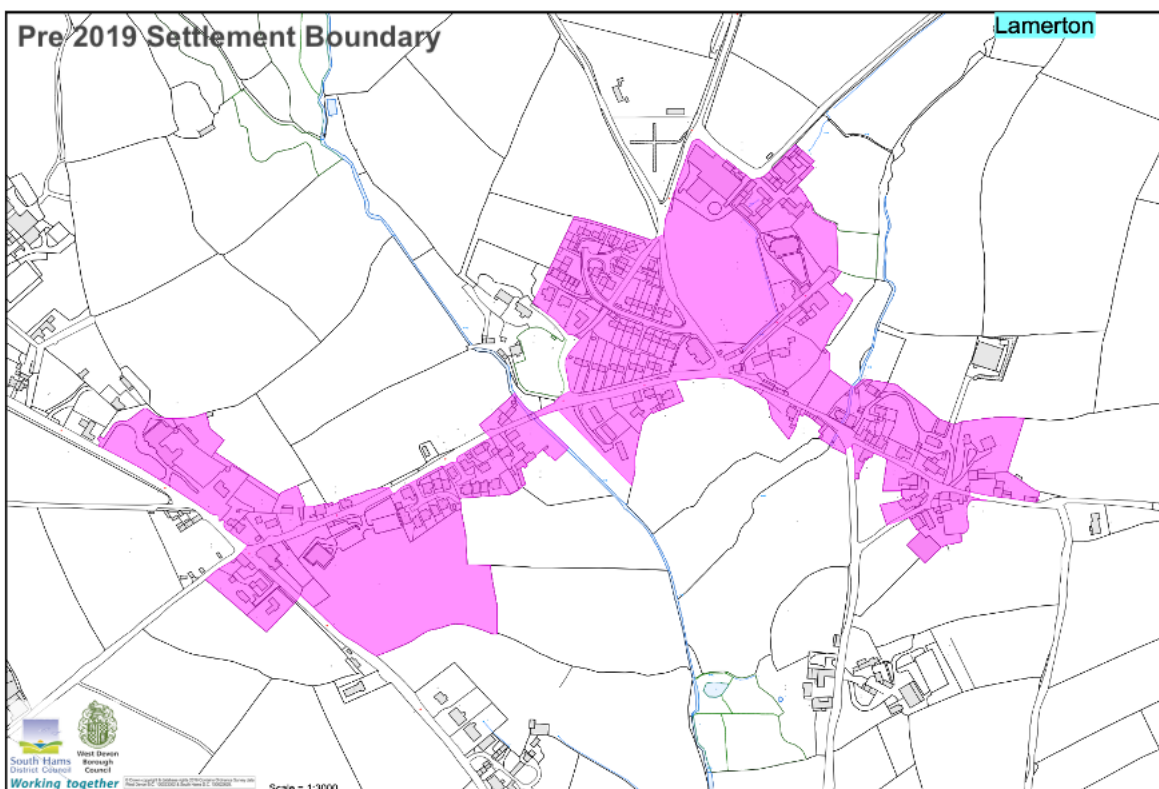 Pre 2019 Settlement Boundary
Lamerton
South Hams
District Council
West Devon
Borough
Council
Working together
Scale = 1:3000